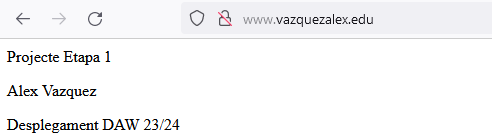 www.vazquezalex.edu
Projecte Etapa 1
Alex Vazquez
Desplegament DAW 23/24